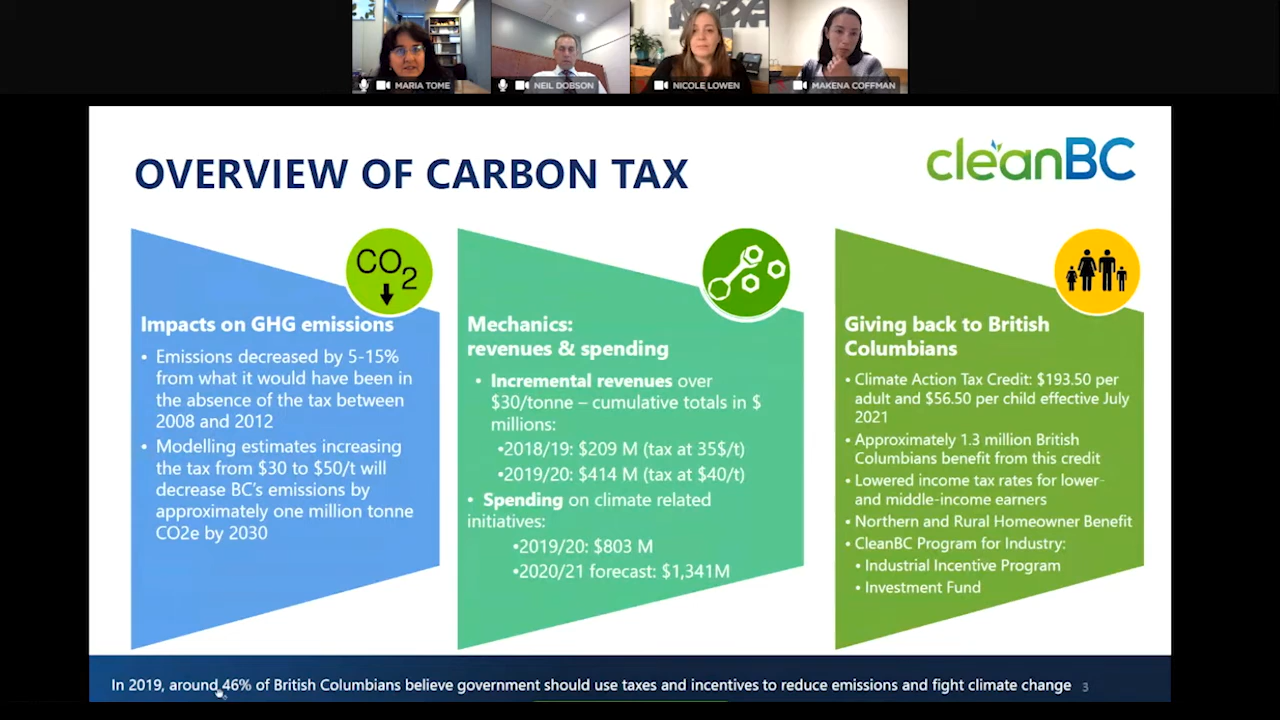 MARIA TOME
NEIL DOBSON
NICOLE LOWEN
MAKENA COFFMAN
OVERVIEW OF CARBON TAX
cleanBC
CO2
Impacts on GHG emissions
• Emissions decreased by 5-15%
from what it would have been in
the absence of the tax between
2008 and 2012
• Modelling estimates increasing
the tax from $30 to $50/t will
decrease BC's emissions by
approximately one million tonne
CO2e by 2030
Mechanics:
revenues & spending
• Incremental revenues over
$30/tonne – cumulative totals in $
millions:
•2018/19: $209 M (tax at 35$/t)
•2019/20: $414 M (tax at $40/t)
• Spending on climate related
initiatives:
•2019/20: $803 M
•2020/21 forecast: $1,341M
Giving back to British
Columbians
• Climate Action Tax Credit: $193.50 per
adult and $56.50 per child effective July
2021
• Approximately 1.3 million British
Columbians benefit from this credit
• Lowered income tax rates for lower-
and middle-income earners
• Northern and Rural Homeowner Benefit
• CleanBC Program for Industry:
• Industrial Incentive Program
• Investment Fund
In 2019, around 46% of British Columbians believe government should use taxes and incentives to reduce emissions and fight climate change 3